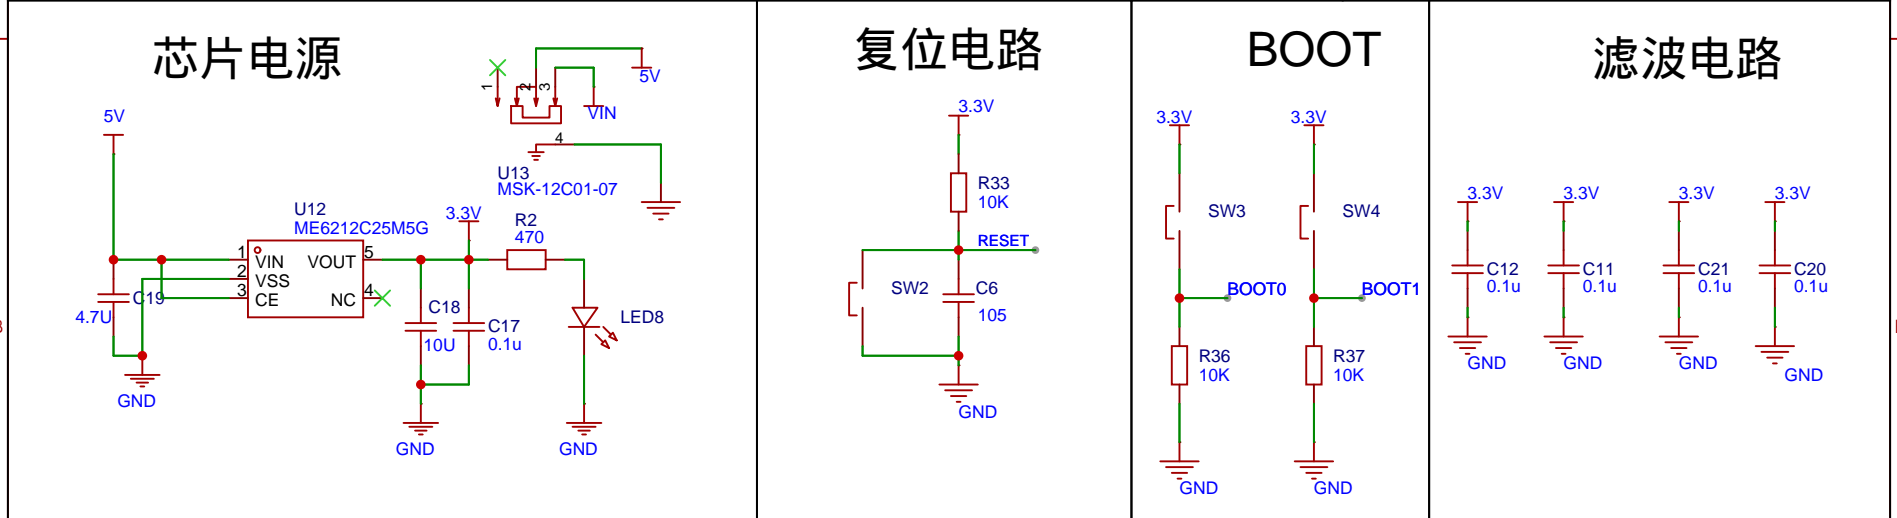 芯片电源
5V
1
2
3
5V
VIN
4
U13
MSK-12C01-07
U12
ME6212C25M5G
1
2
3
VIN
VSS
CE
VOUT
NC
5
4
C19
4.7U
GND
3.3V
R2
470
C18
10U
C17
0.1u
GND
LED8
GND
复位电路
3.3V
R33
10K
RESET
SW2
C6
105
GND
BOOT
3.3V
SW3
BOOT0
R36
10K
GND
3.3V
SW4
BOOT1
R37
10K
GND
滤波电路
3.3V
C12
0.1u
GND
3.3V
C11
0.1u
GND
3.3V
C21
0.1u
GND
3.3V
C20
0.1u
GND